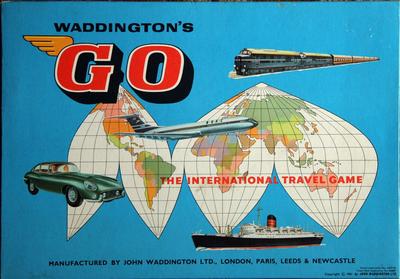 WADDINGTON'S
GO
THE INTERNATIONAL TRAVEL GAME
MANUFACTURED BY JOHN WADDINGTON LTD., LONDON, PARIS, LEEDS & NEWCASTLE